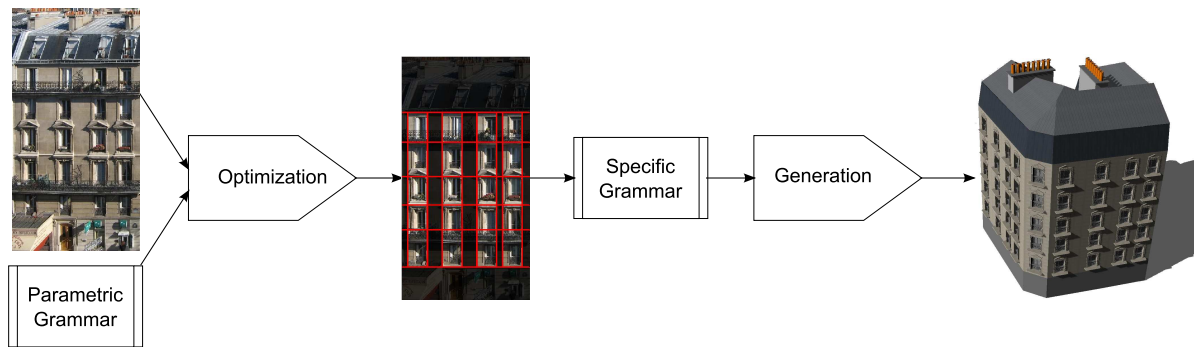 Parametric
Grammar
Optimization
Specific
Grammar
Generation